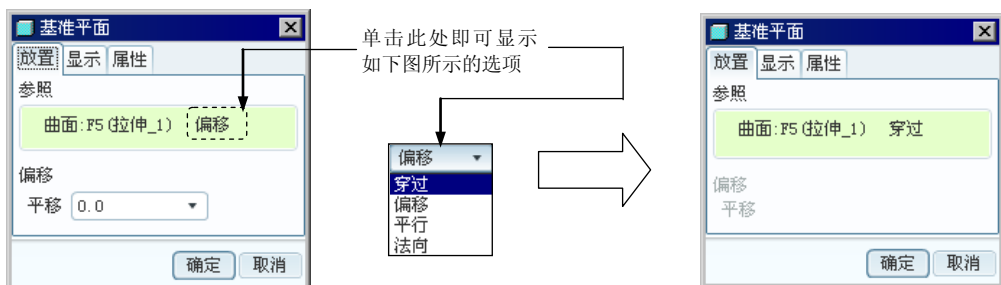 基准平面
放置 显示 属性
参照
曲面:F5(拉伸_1) 偏移
偏移
平移 0.0
确定 取消
单击此处即可显示
如下图所示的选项
偏移
穿过
偏移
平行
法向
基准平面
放置 显示 属性
参照
曲面:F5(拉伸_1) 穿过
偏移
平移
确定 取消